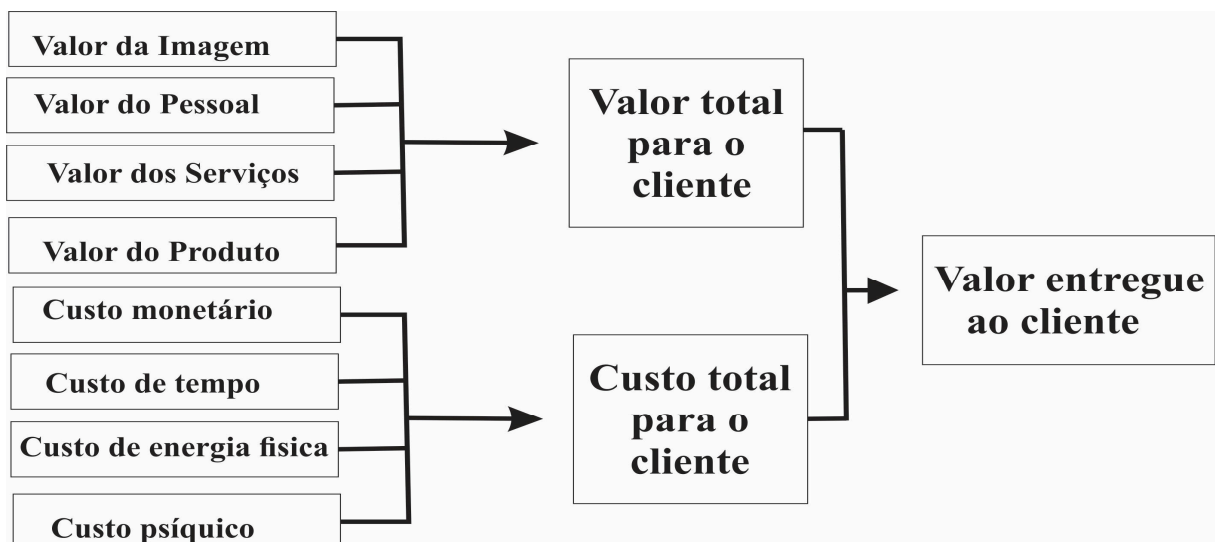 Valor da Imagem
Valor do Pessoal
Valor dos Serviços
Valor do Produto
Custo monetário
Custo de tempo
Custo de energia fisica
Custo psíquico
Valor total
para o
cliente
Custo total
para o
cliente
Valor entregue
ao cliente